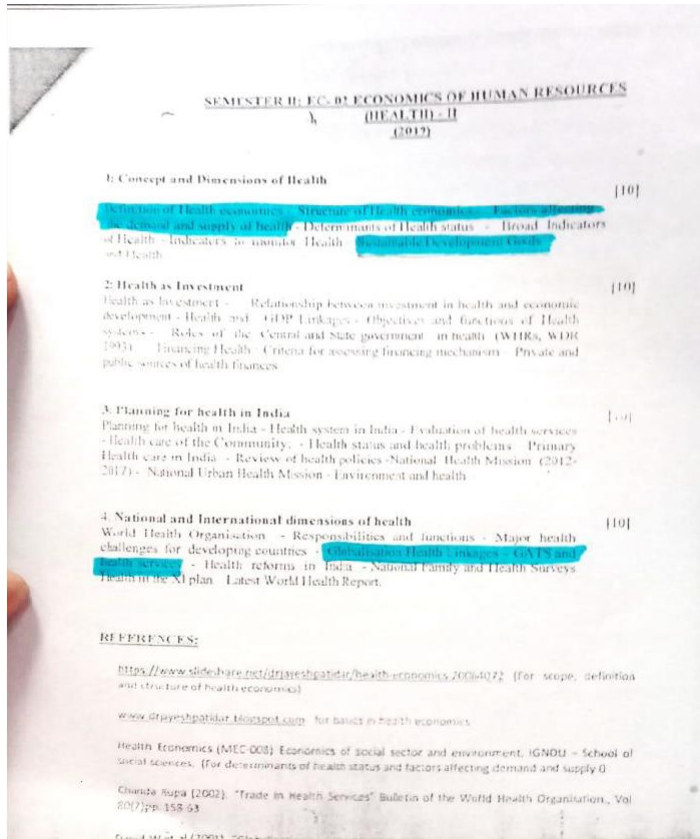 SEMESTER II: EC- 02 ECONOMICS OF HUMAN RESOURCES
(HEALTH) - II
(2017)
1: Concept and Dimensions of Health
[10]
Definition of Health economics - Structure of Health economics - Factors affecting
the demand and supply of health - Determinants of Health status - Broad Indicators
of Health - Indicators to monitor Health - Sustainable Development Goals
and Health
2: Health as Investment
[10]
Health as Investment - Relationship between investment in health and economic
development - Health and GDP Linkages - Objectives and functions of Health
systems - Roles of the Central and State government in health (WHRs, WDR
1993) Financing Health - Criteria for assessing financing mechanism - Private and
public sources of health finances
3. Planning for health in India
[10]
Planning for health in India - Health system in India - Evaluation of health services
- Health care of the Community. - Health status and health problems Primary
Health care in India - Review of health policies -National Health Mission (2012-
2017) - National Urban Health Mission - Environment and health
4. National and International dimensions of health
[10]
World Health Organisation - Responsibilities and functions - Major health
challenges for developing countries - Globalisation Health Linkages - GATS and
health services - Health reforms in India - National Family and Health Surveys
Health in the XI plan Latest World Health Report.
REFERENCES:
https://www.slideshare.net/drjayeshpatidar/health-economics-20064072 (For scope, definition
and structure of health economics)
www.drjayeshpatidar.blogspot.com for basics in health economics
Health Economics (MEC-008) Economics of social sector and environment, IGNOU - School of
social sciences. (For determinants of health status and factors affecting demand and supply ()
Chanda Rupa (2002). "Trade in Health Services" Bulletin of the World Health Organisation., Vol
80(2)pp. 158-63